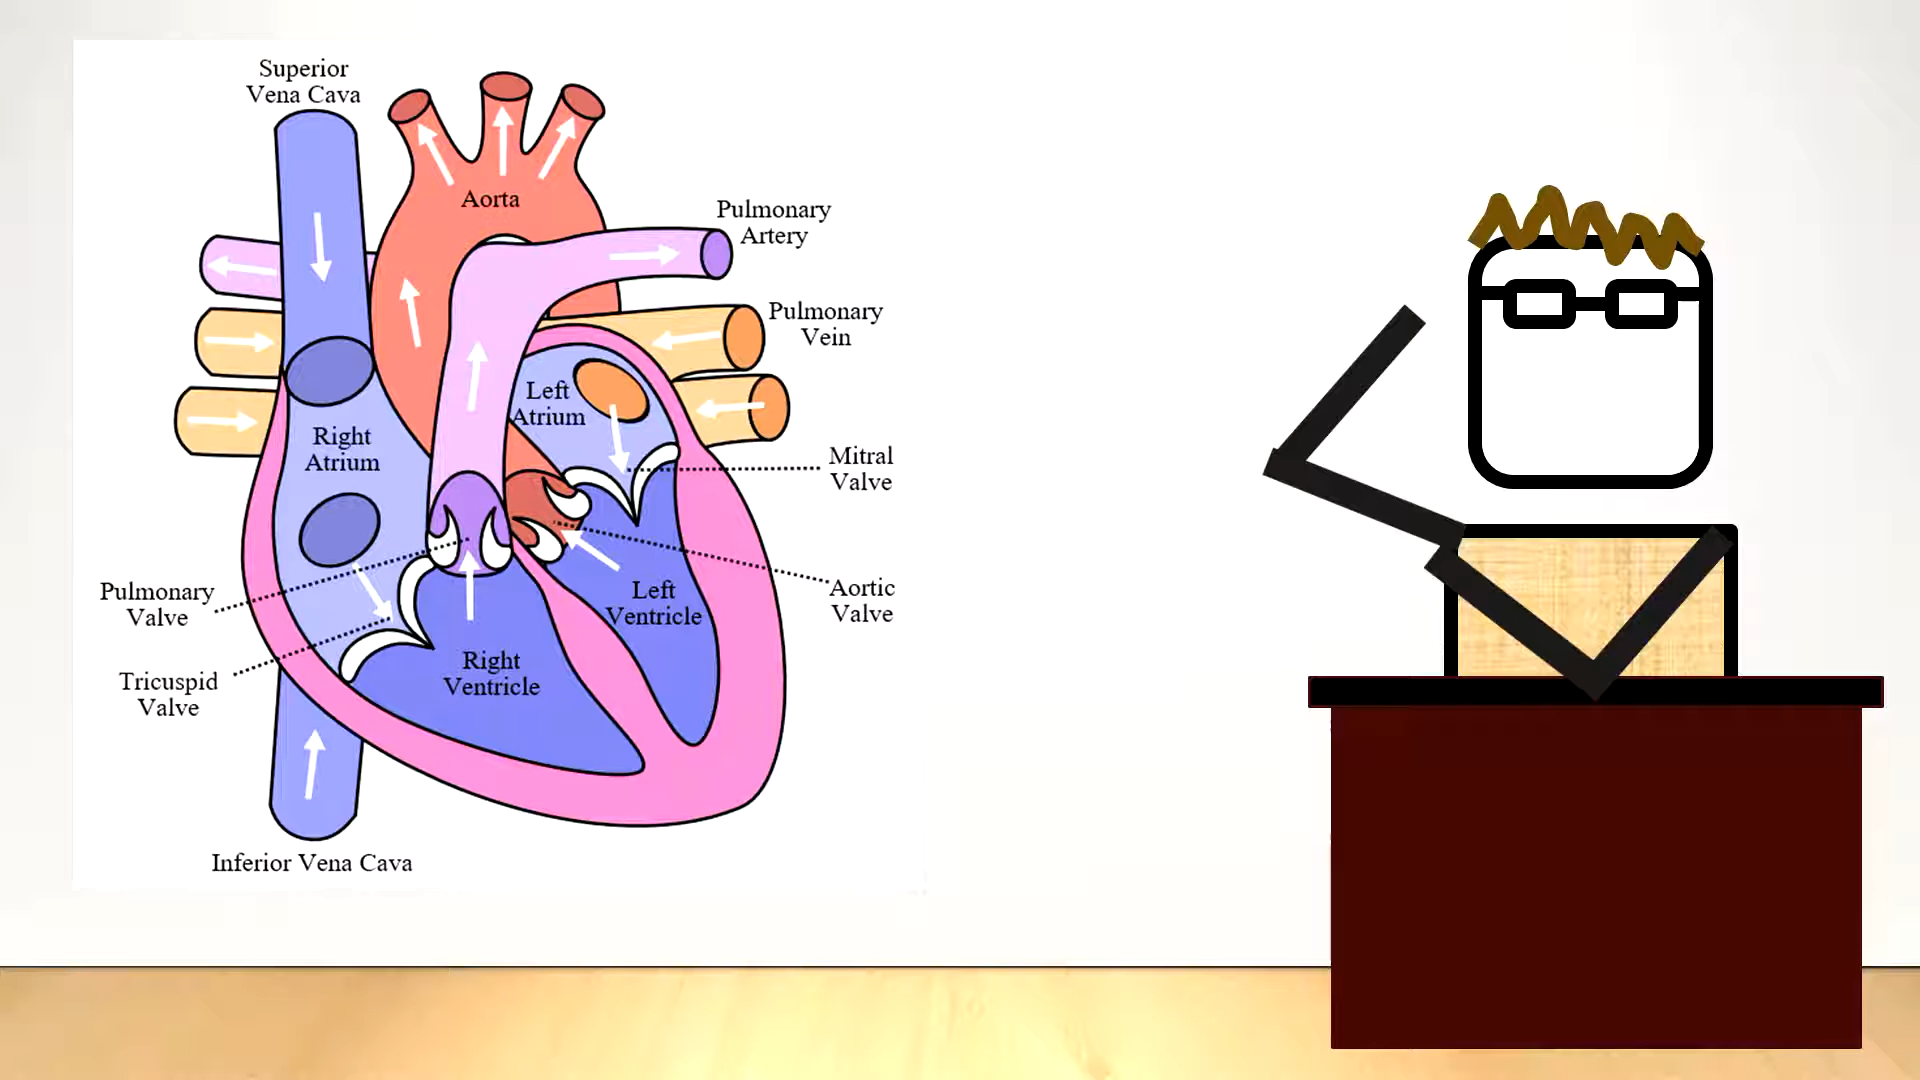 Superior
Vena Cava
Aorta
Pulmonary
Artery
Pulmonary
Vein
Left
Atrium
Right
Atrium
Mitral
Valve
Pulmonary
Valve
Left
Ventricle
Aortic
Valve
Right
Ventricle
Tricuspid
Valve
Inferior Vena Cava